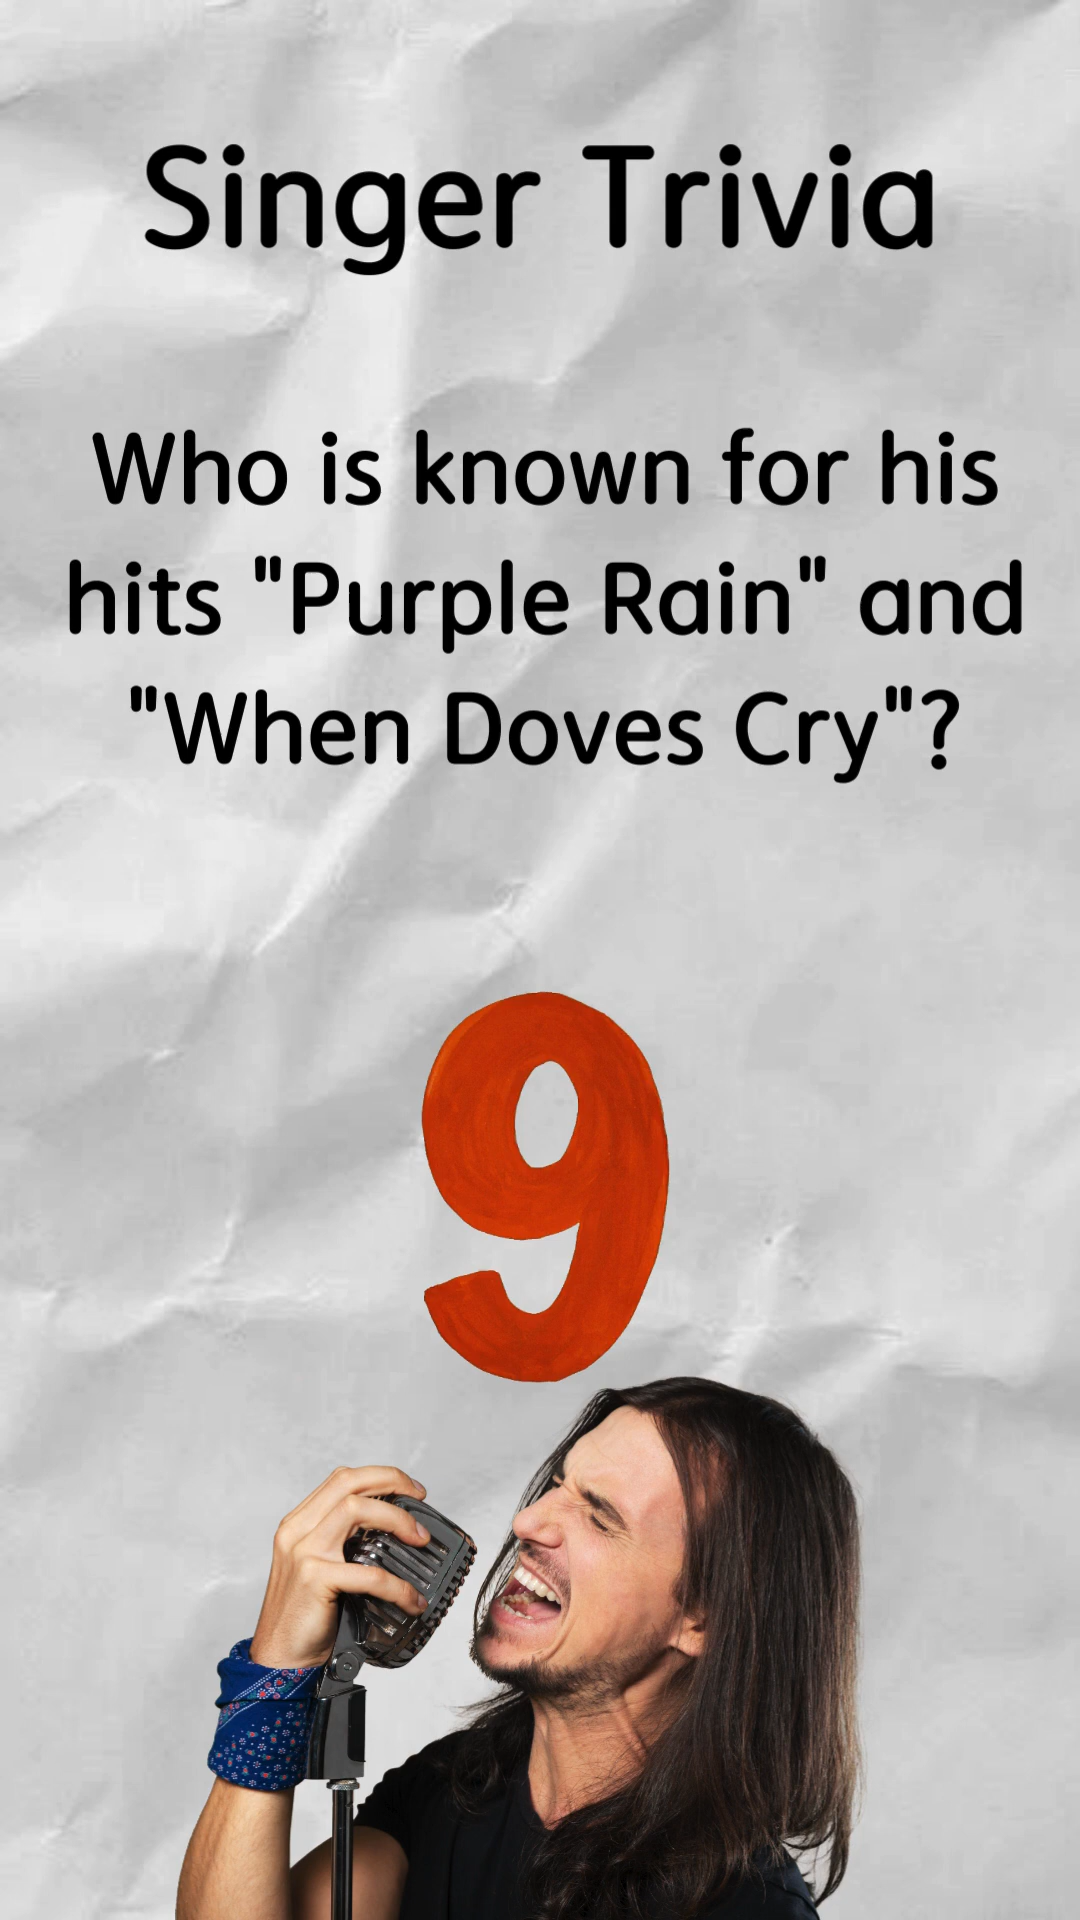 Singer Trivia
Who is known for his
hits "Purple Rain" and
"When Doves Cry"?
9